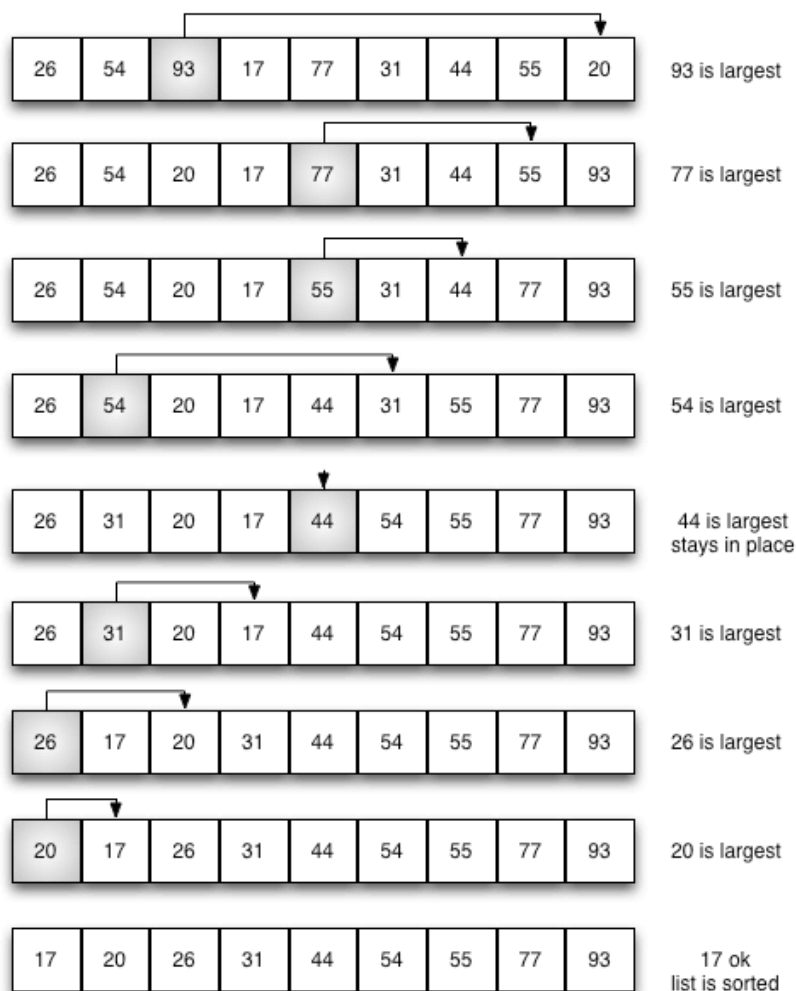 26 54 93 17 77 31 44 55 20 93 is largest
26 54 20 17 77 31 44 55 93 77 is largest
26 54 20 17 55 31 44 77 93 55 is largest
26 54 20 17 44 31 55 77 93 54 is largest
26 31 20 17 44 54 55 77 93 44 is largest
stays in place
26 31 20 17 44 54 55 77 93 31 is largest
26 17 20 31 44 54 55 77 93 26 is largest
20 17 26 31 44 54 55 77 93 20 is largest
17 20 26 31 44 54 55 77 93 17 ok
list is sorted